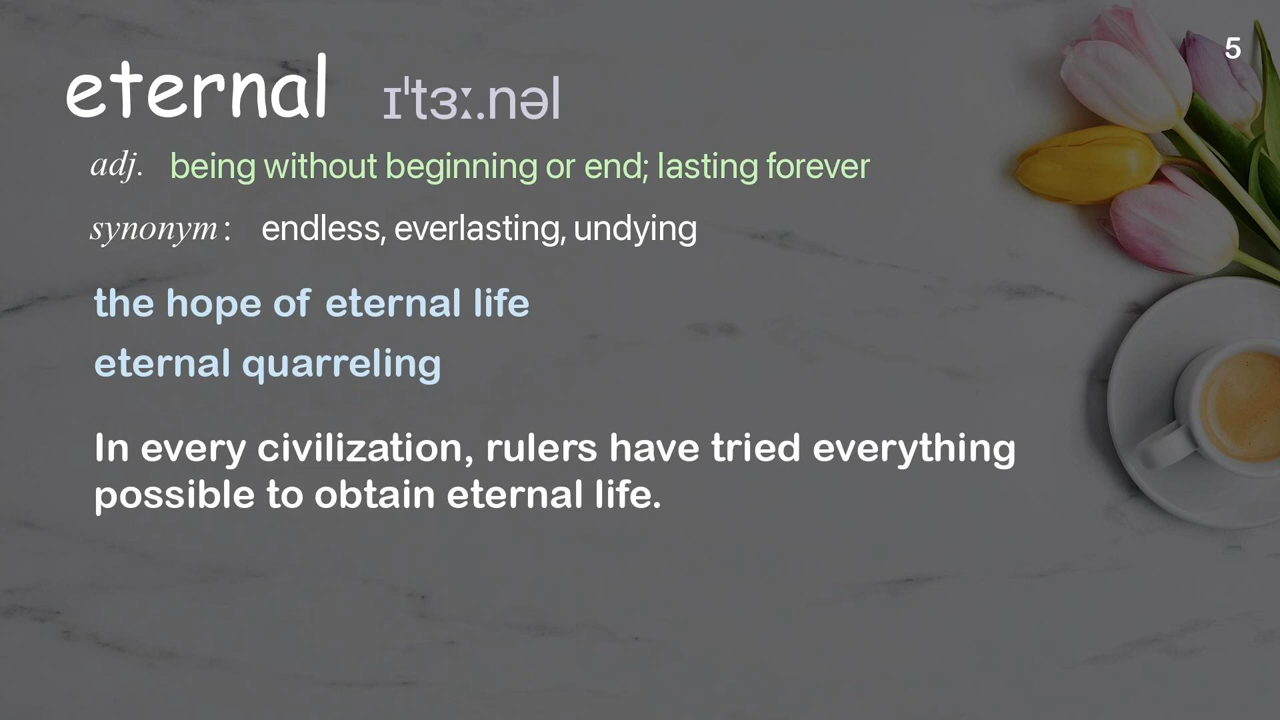 5
eternal ɪˈtɜː.nəl
adj. being without beginning or end; lasting forever
synonym : endless, everlasting, undying
the hope of eternal life
eternal quarreling
In every civilization, rulers have tried everything
possible to obtain eternal life.